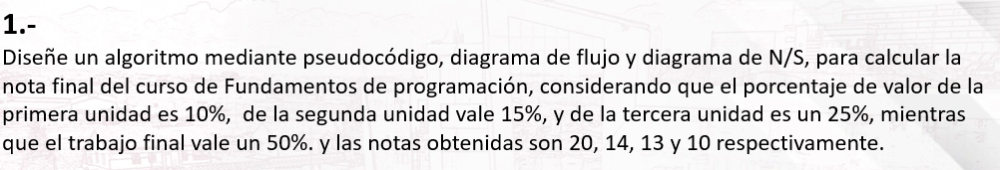 1.-
Diseñe un algoritmo mediante pseudocódigo, diagrama de flujo y diagrama de N/S, para calcular la
nota final del curso de Fundamentos de programación, considerando que el porcentaje de valor de la
primera unidad es 10%, de la segunda unidad vale 15%, y de la tercera unidad es un 25%, mientras
que el trabajo final vale un 50%. y las notas obtenidas son 20, 14, 13 y 10 respectivamente.